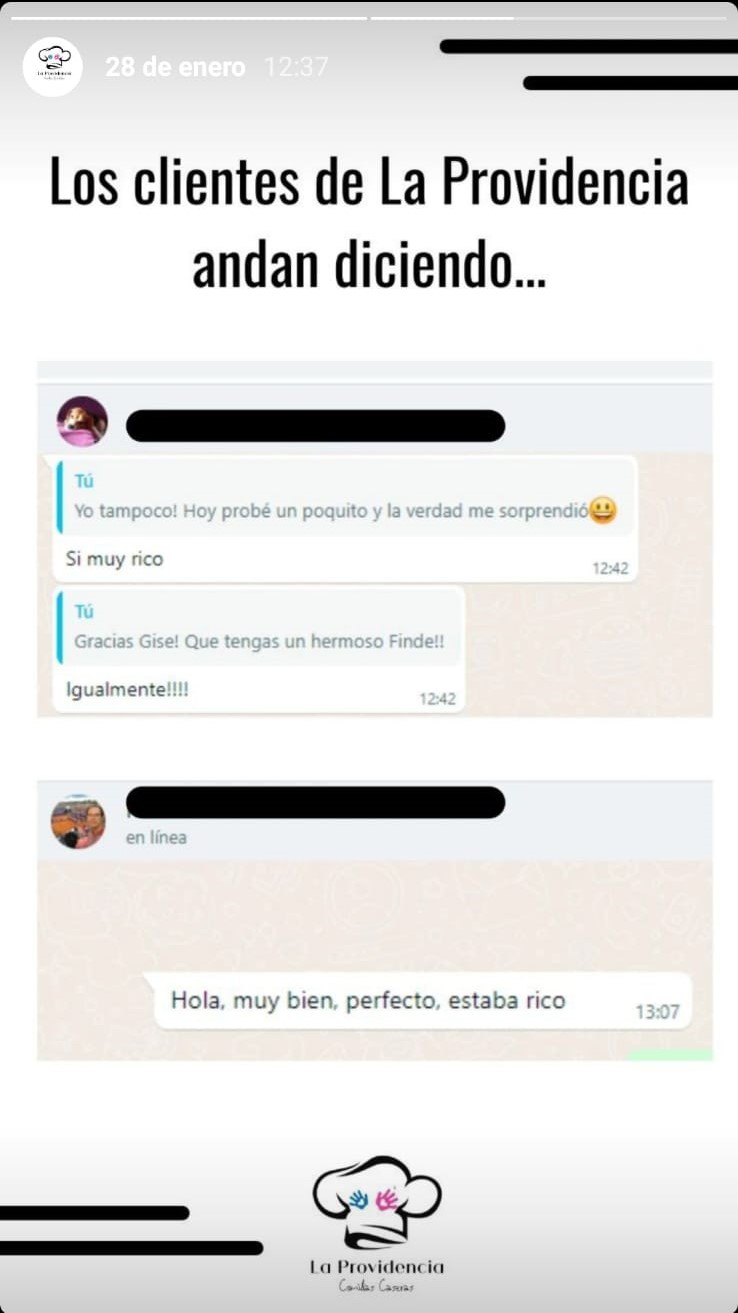 28 de enero 12:37
Los clientes de La Providencia
andan diciendo...
Tú
Yo tampoco! Hoy probé un poquito y la verdad me sorprendió😃
Si muy rico
12:42
Tú
Gracias Gise! Que tengas un hermoso Finde!!
Igualmente!!!!
12:42
en línea
Hola, muy bien, perfecto, estaba rico
13:07
La Providencia
Comidas Caseras